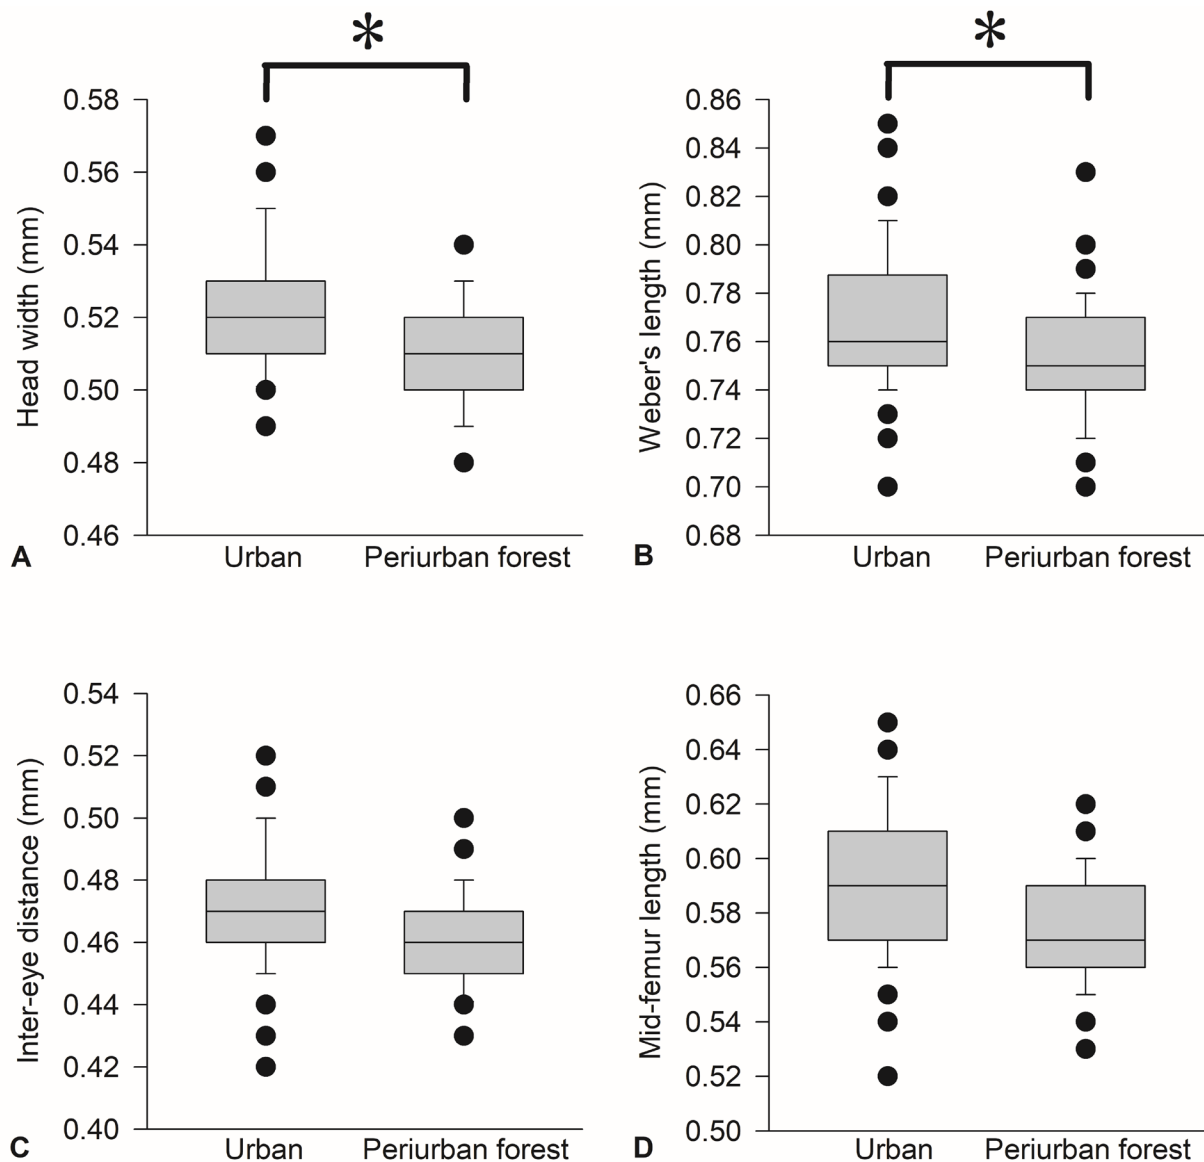 *
*
0.58
0.56
0.54
0.52
0.50
0.48
0.46
Head width (mm)
A
Urban
Periurban forest
0.86
0.84
0.82
0.80
0.78
0.76
0.74
0.72
0.70
0.68
Weber's length (mm)
B
Urban
Periurban forest
0.54
0.52
0.50
0.48
0.46
0.44
0.42
0.40
Inter-eye distance (mm)
C
Urban
Periurban forest
0.66
0.64
0.62
0.60
0.58
0.56
0.54
0.52
0.50
Mid-femur length (mm)
D
Urban
Periurban forest